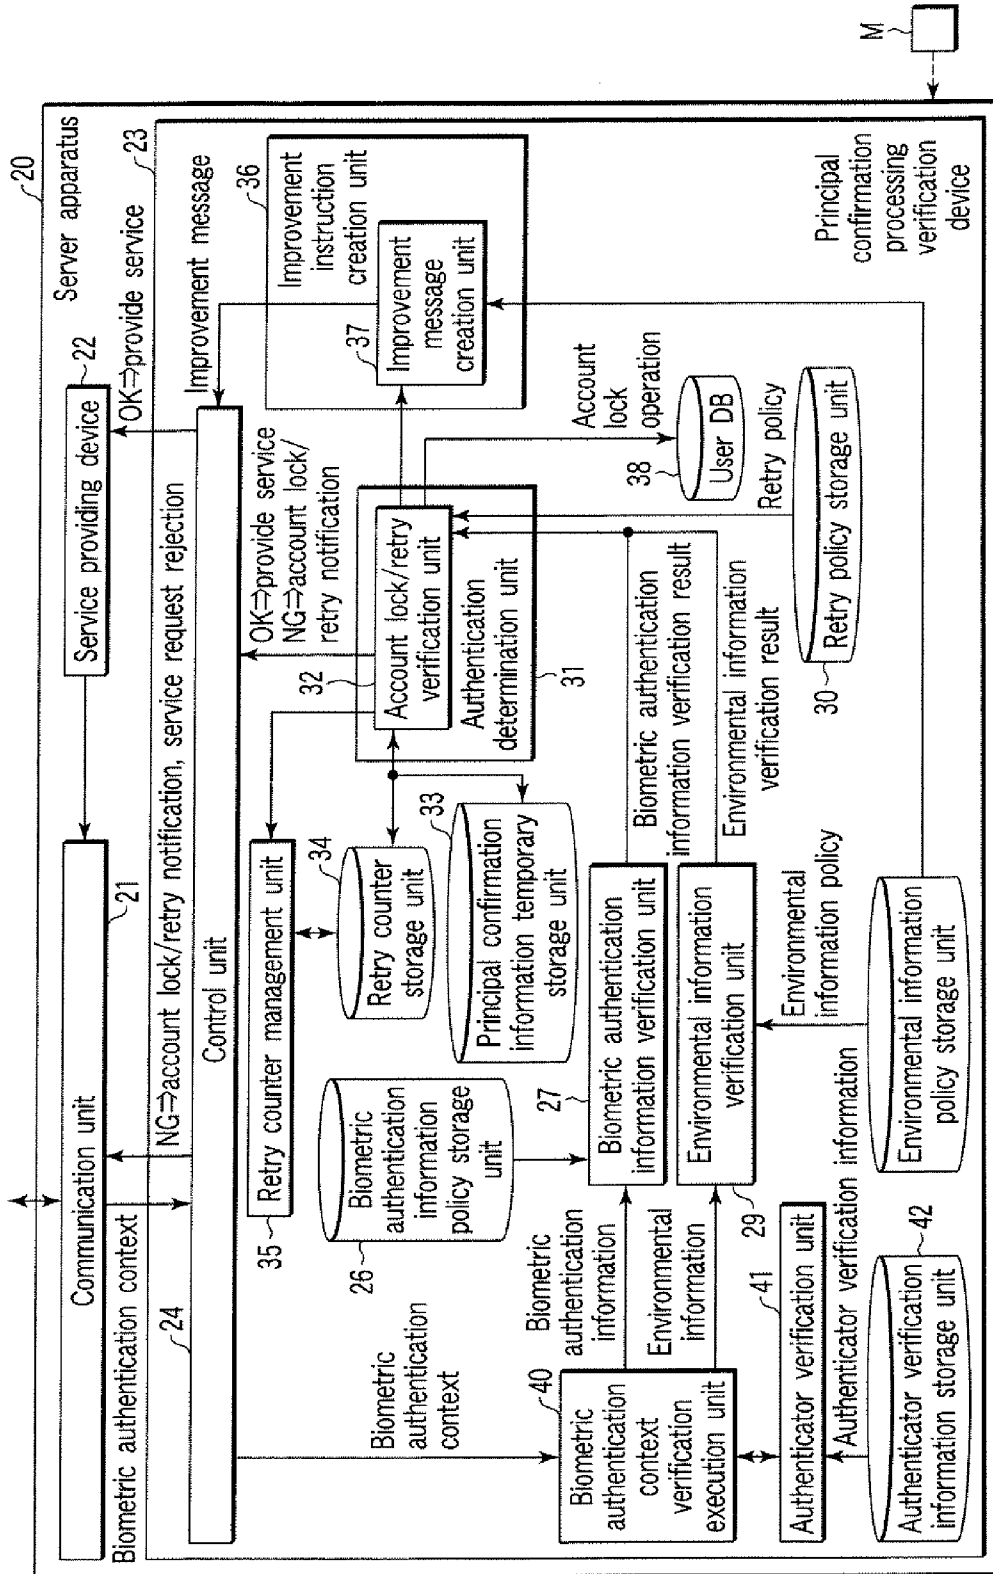 20
Server apparatus
Communication unit
21
Service providing device
22
OK⇒provide service
23
Biometric authentication context
NG⇒account lock/retry notification, service request rejection
Improvement message
24
Control unit
35
Retry counter management unit
OK⇒provide service
NG⇒account lock/
retry notification
36
Improvement
instruction
creation unit
37
Improvement
message
creation unit
Biometric
authentication
context
26
Biometric
authentication
information
policy storage
unit
34
Retry counter
storage unit
33
Principal confirmation
information temporary
storage unit
32
Account lock/retry
verification unit
Authentication
determination unit
31
Account
lock
operation
38
User DB
40
Biometric
authentication
context
verification
execution unit
Biometric
authentication
information
Environmental
information
27
Biometric authentication
information verification unit
Biometric authentication
information verification result
29
Environmental information
verification unit
Environmental information
verification result
Retry policy
30
Retry policy storage unit
41
Authenticator verification unit
Authenticator verification information
42
Authenticator verification
information storage unit
Environmental
information policy
Environmental information
policy storage unit
Principal
confirmation
processing
verification
device
M